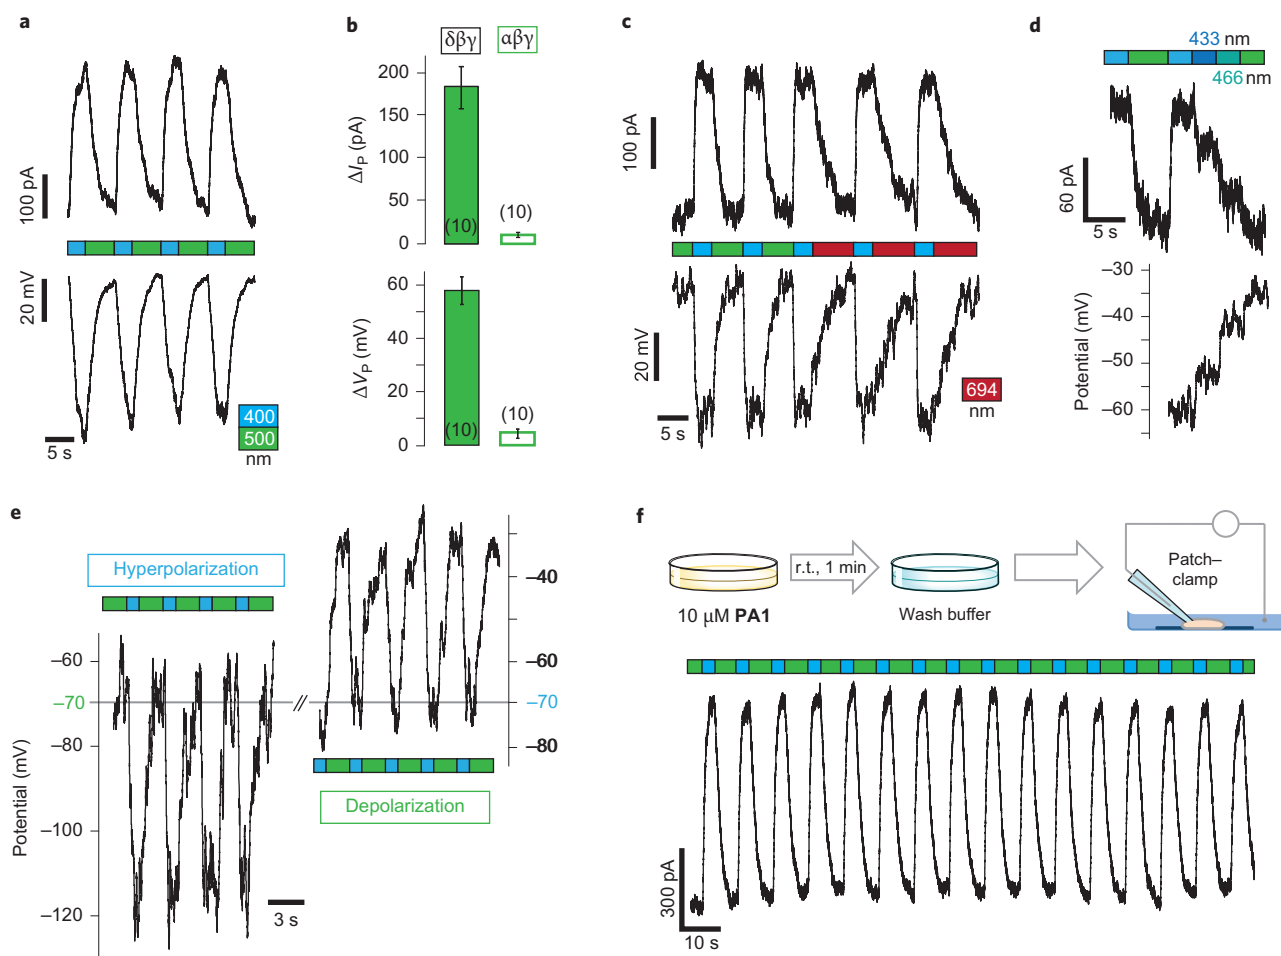 a
100 pA
20 mV
5 s
400
500
nm
b
δβγ
αβγ
ΔIP (pA)
200
150
100
50
0
(10)
(10)
ΔVP (mV)
60
40
20
0
(10)
(10)
c
100 pA
20 mV
5 s
694
nm
d
433 nm
466 nm
60 pA
5 s
Potential (mV)
–30
–40
–50
–60
e
Hyperpolarization
Potential (mV)
–60
–70
–80
–100
–120
3 s
–40
–60
–70
–80
Depolarization
f
10 μM PA1
r.t., 1 min
Wash buffer
Patch–
clamp
300 pA
10 s